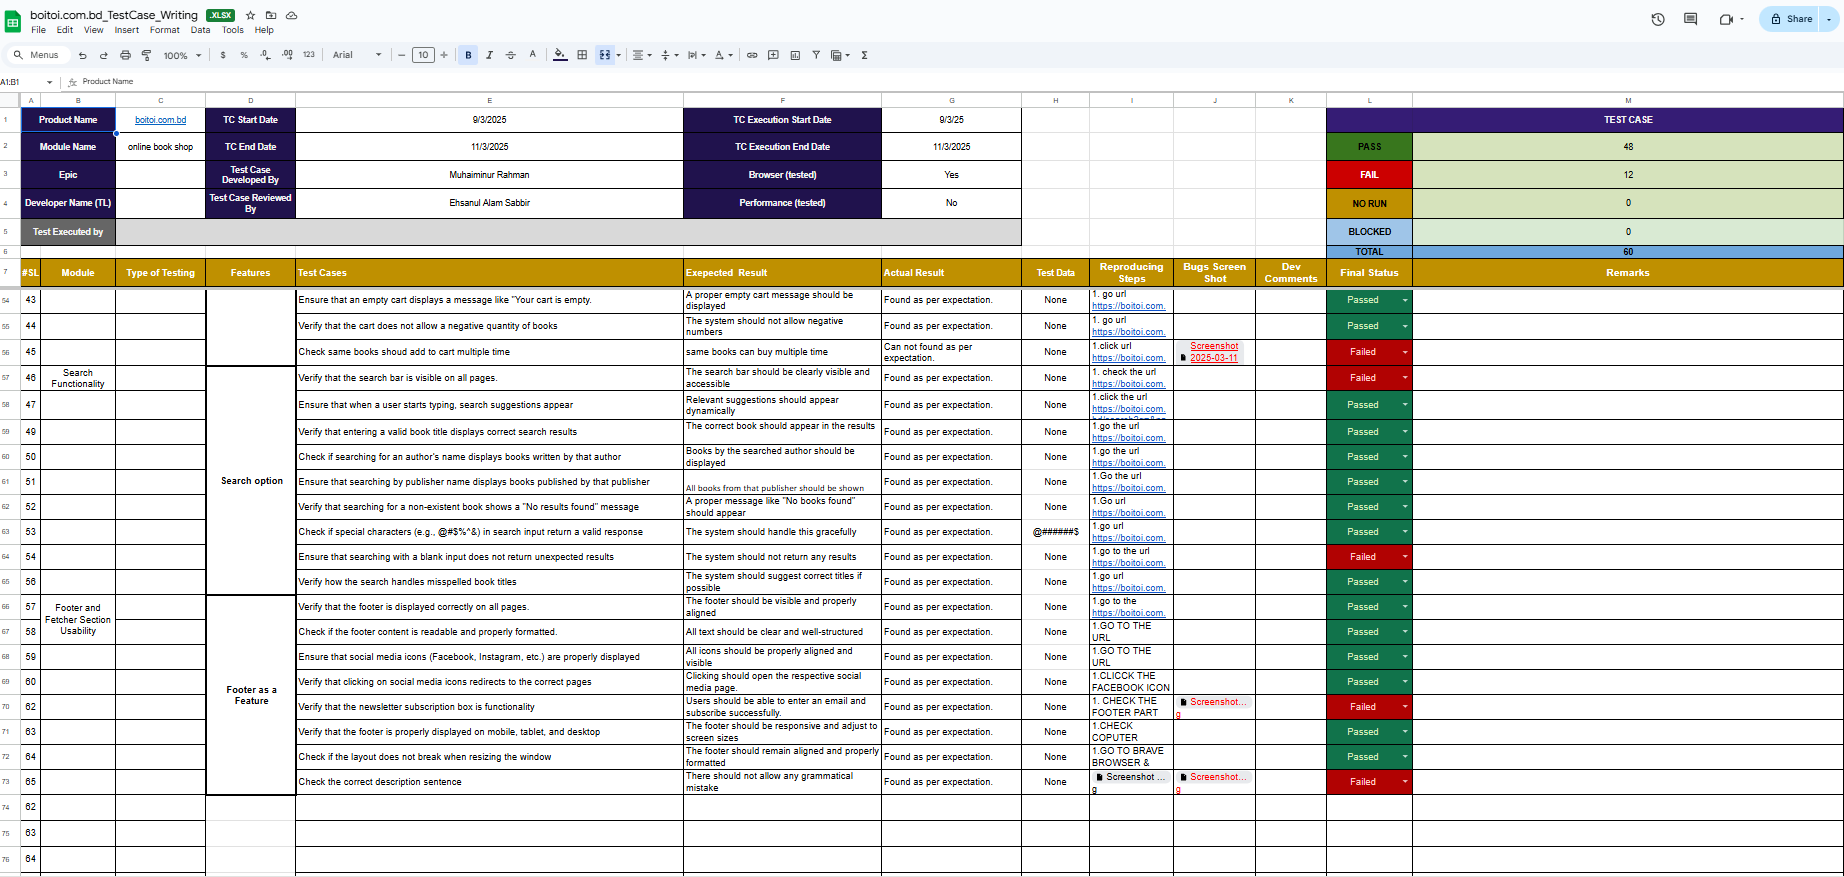 boitoi.com.bd_TestCase_Writing .XLSX
File Edit View Insert Format Data Tools Help
Share
Menus 100% $ % .0 .00 123 Arial − 10 + B I S A
A1:B1 fx Product Name
A B C D E F G H I J K L M
1 Product Name boitoi.com.bd TC Start Date 9/3/2025 TC Execution Start Date 9/3/25 TEST CASE
2 Module Name online book shop TC End Date 11/3/2025 TC Execution End Date 11/3/2025 PASS 48
3 Epic Test Case Developed By Muhaiminur Rahman Browser (tested) Yes FAIL 12
4 Developer Name (TL) Test Case Reviewed By Ehsanul Alam Sabbir Performance (tested) No NO RUN 0
5 Test Executed by BLOCKED 0
6 TOTAL 60
7 #SL Module Type of Testing Features Test Cases Exepected Result Actual Result Test Data Reproducing Steps Bugs Screen Shot Dev Comments Final Status Remarks
54 43 Ensure that an empty cart displays a message like "Your cart is empty. A proper empty cart message should be displayed Found as per expectation. None 1. go url https://boitoi.com. Passed
55 44 Verify that the cart does not allow a negative quantity of books The system should not allow negative numbers Found as per expectation. None 1. go url https://boitoi.com. Passed
56 45 Check same books shoud add to cart multiple time same books can buy multiple time Can not found as per expectation. None 1.click url https://boitoi.com. Screenshot 2025-03-11 Failed
57 46 Search Functionality Verify that the search bar is visible on all pages. The search bar should be clearly visible and accessible Found as per expectation. None 1. check the url https://boitoi.com. Failed
58 47 Ensure that when a user starts typing, search suggestions appear Relevant suggestions should appear dynamically Found as per expectation. None 1.click the url https://boitoi.com. Passed
59 49 Verify that entering a valid book title displays correct search results The correct book should appear in the results Found as per expectation. None 1.go the url https://boitoi.com. Passed
60 50 Check if searching for an author's name displays books written by that author Books by the searched author should be displayed Found as per expectation. None 1.go the url https://boitoi.com. Passed
61 51 Search option Ensure that searching by publisher name displays books published by that publisher All books from that publisher should be shown Found as per expectation. None 1.Go the url https://boitoi.com. Passed
62 52 Verify that searching for a non-existent book shows a "No results found" message A proper message like "No books found" should appear Found as per expectation. None 1.Go url https://boitoi.com. Passed
63 53 Check if special characters (e.g., @#$%^&) in search input return a valid response The system should handle this gracefully Found as per expectation. @######$ 1.go url https://boitoi.com. Passed
64 54 Ensure that searching with a blank input does not return unexpected results The system should not return any results Found as per expectation. None 1.go to the url https://boitoi.com. Failed
65 56 Verify how the search handles misspelled book titles The system should suggest correct titles if possible Found as per expectation. None 1.go url https://boitoi.com. Passed
66 57 Footer and Fetcher Section Usability Verify that the footer is displayed correctly on all pages. The footer should be visible and properly aligned Found as per expectation. None 1.go to the https://boitoi.com. Passed
67 58 Check if the footer content is readable and properly formatted. All text should be clear and well-structured Found as per expectation. None 1.GO TO THE URL Passed
68 59 Ensure that social media icons (Facebook, Instagram, etc.) are properly displayed All icons should be properly aligned and visible Found as per expectation. None 1.GO TO THE URL Passed
69 60 Footer as a Feature Verify that clicking on social media icons redirects to the correct pages Clicking should open the respective social media page. Found as per expectation. None 1.CLICCK THE FACEBOOK ICON Passed
70 62 Verify that the newsletter subscription box is functionality Users should be able to enter an email and subscribe successfully. Found as per expectation. None 1. CHECK THE FOOTER PART Screenshot... g Failed
71 63 Verify that the footer is properly displayed on mobile, tablet, and desktop The footer should be responsive and adjust to screen sizes Found as per expectation. None 1.CHECK COPUTER Passed
72 64 Check if the layout does not break when resizing the window The footer should remain aligned and properly formatted Found as per expectation. None 1.GO TO BRAVE BROWSER & Passed
73 65 Check the correct description sentence There should not allow any grammatical mistake Found as per expectation. None Screenshot ... g Screenshot... g Failed
74 62
75 63
76 64